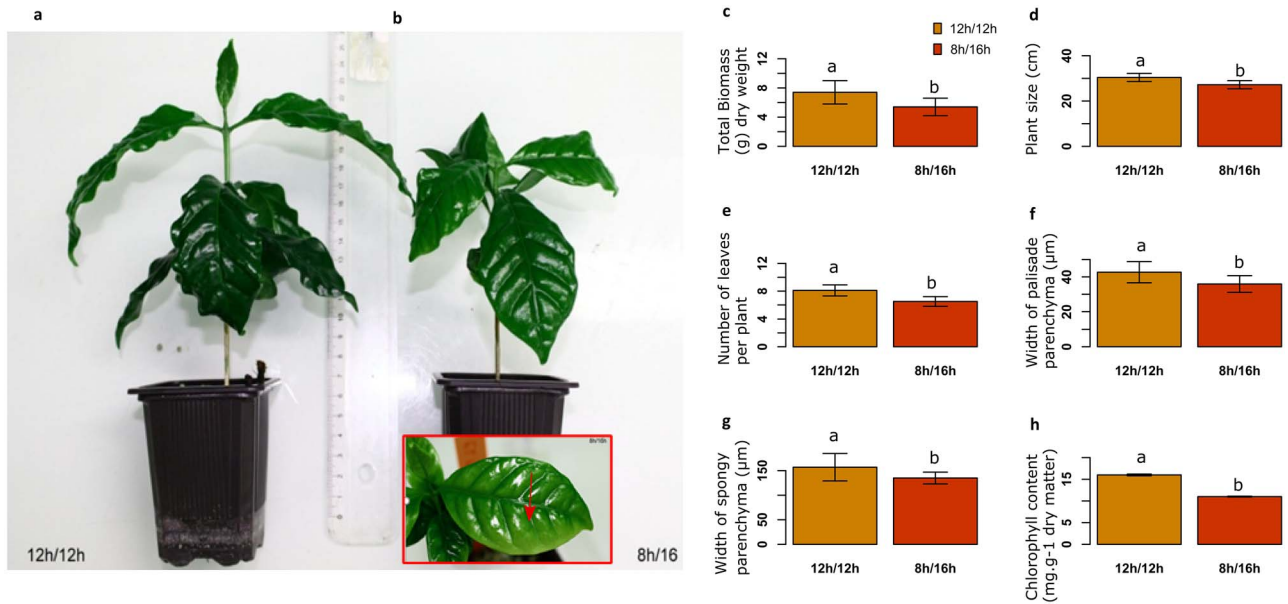 a
b
12h/12h
8h/16
8h/16h
c
12h/12h
8h/16h
Total Biomass
(g) dry weight
0
4
8
12
a
b
12h/12h
8h/16h
d
Plant size (cm)
0
20
40
a
b
12h/12h
8h/16h
e
Number of leaves
per plant
0
4
8
12
a
b
12h/12h
8h/16h
f
Width of palisade
parenchyma (µm)
0
20
40
a
b
12h/12h
8h/16h
g
Width of spongy
parenchyma (µm)
0
50
150
a
b
12h/12h
8h/16h
h
Chlorophyll content
(mg.g-1 dry matter)
0
5
15
a
b
12h/12h
8h/16h